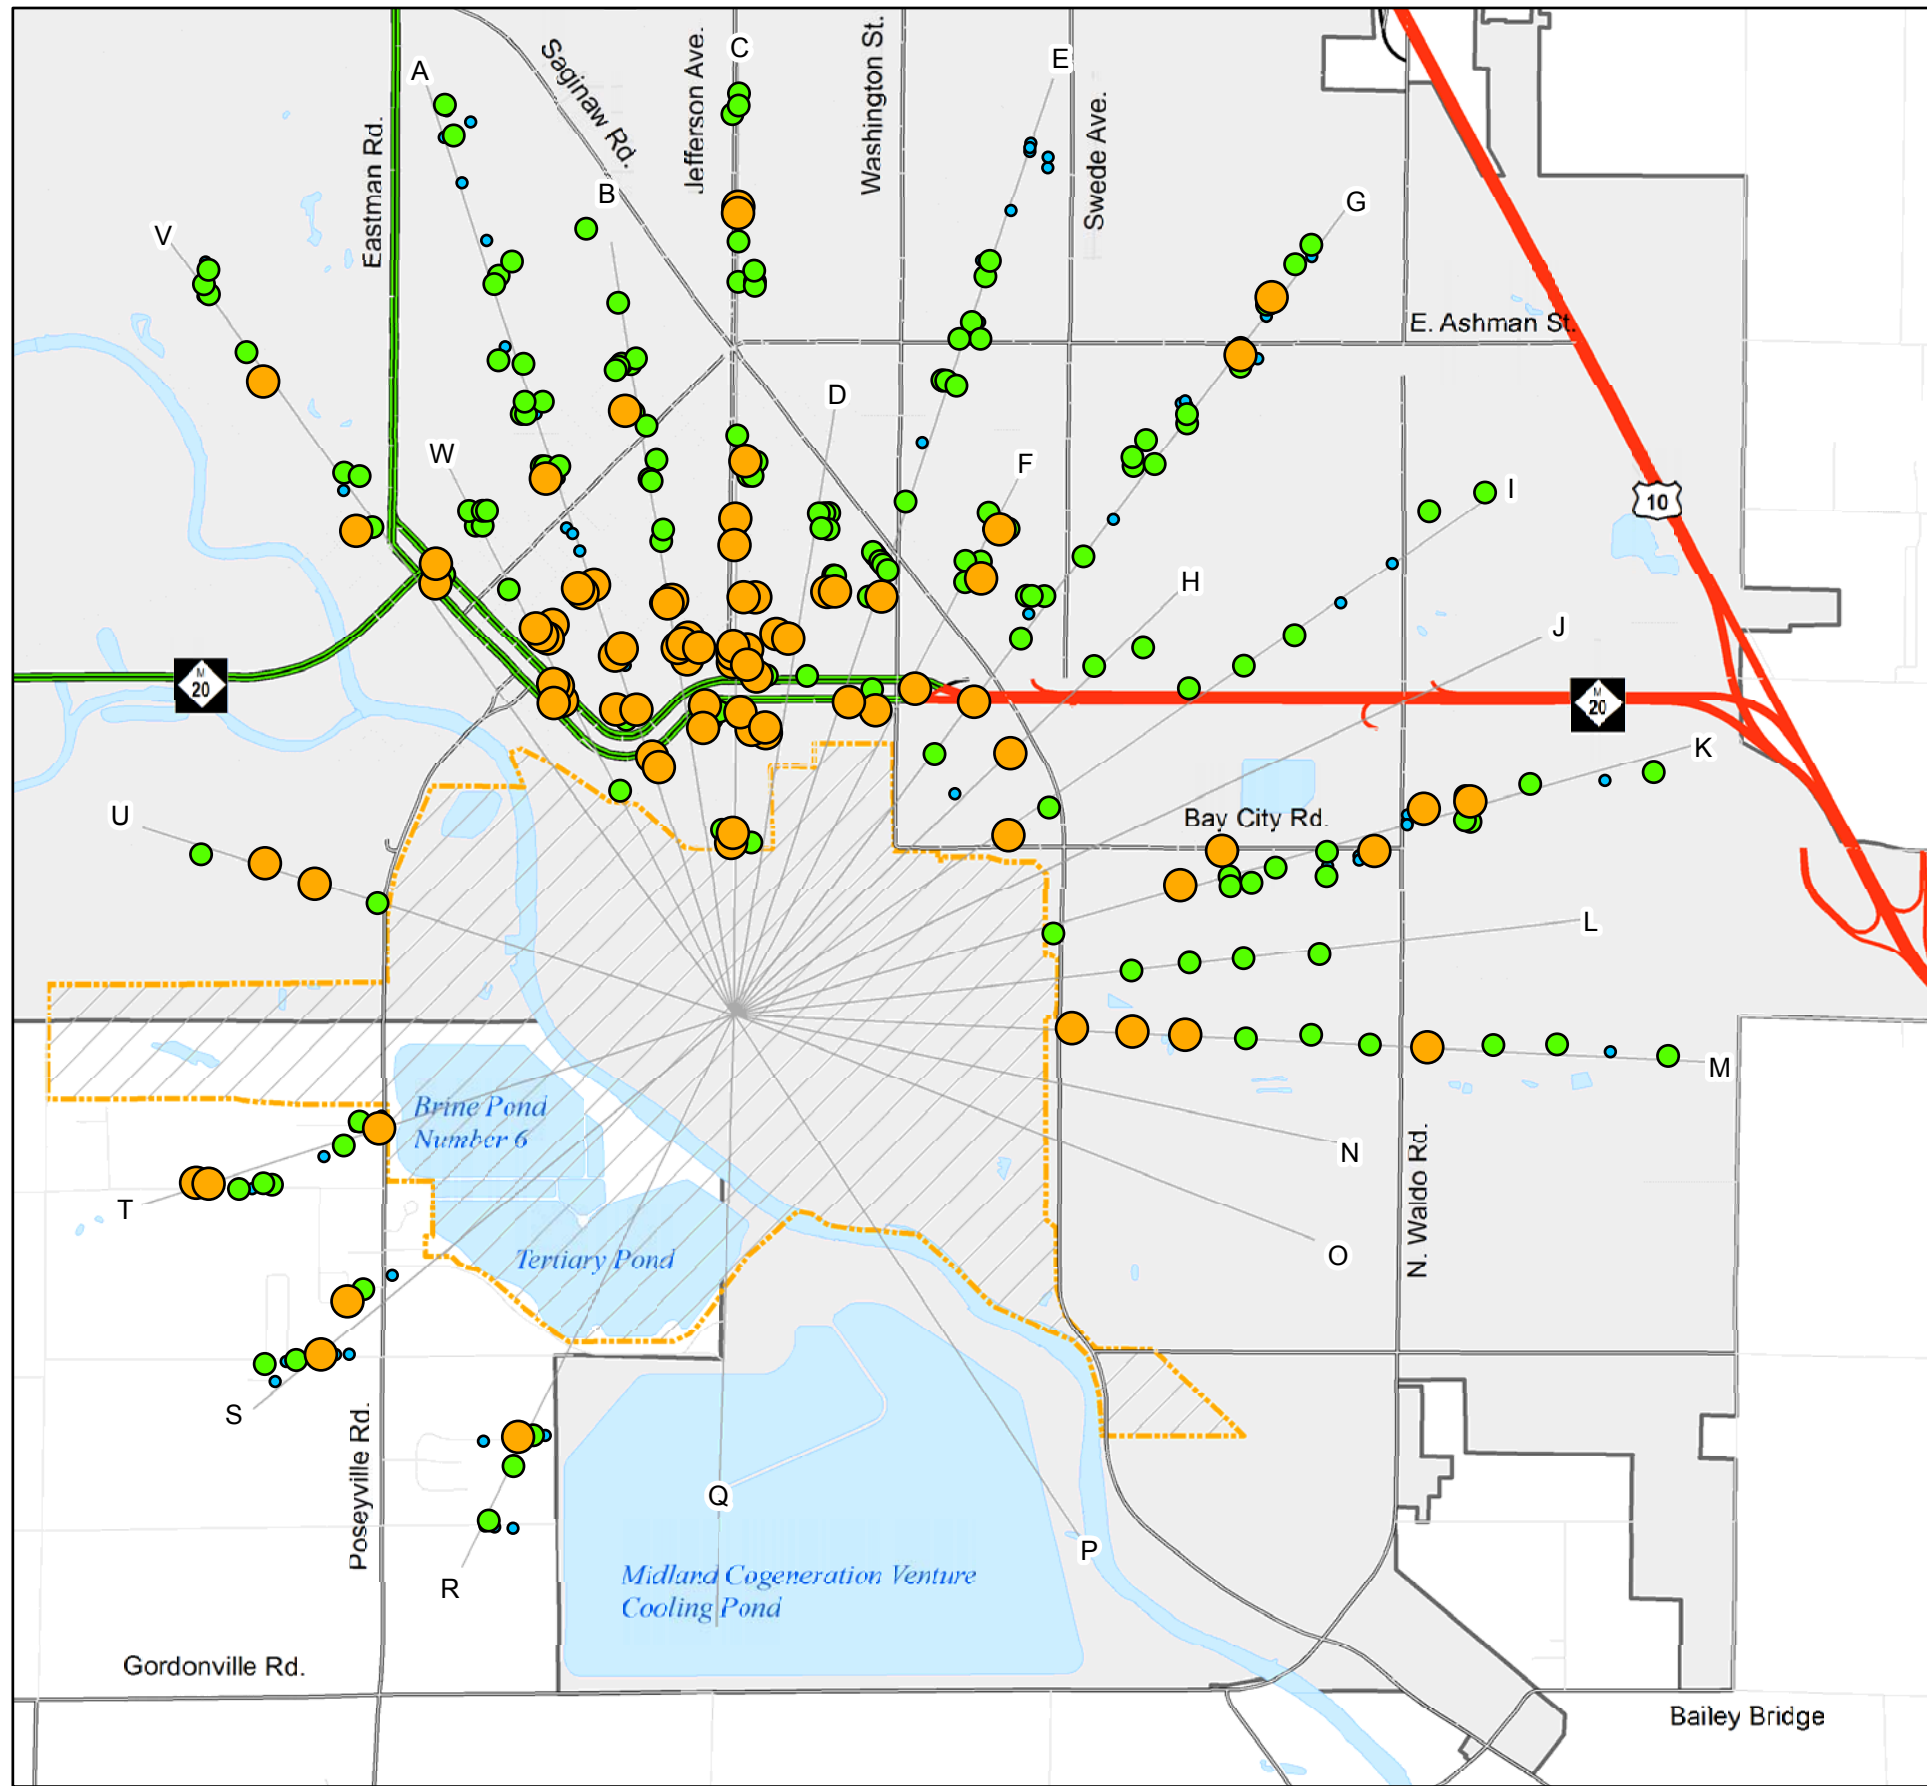 C
E
A
Saginaw Rd.
Jefferson Ave.
Washington St.
Eastman Rd.
Swede Ave.
B
G
V
E. Ashman St.
D
W
F
I
10
H
J
M
20
M
20
K
U
Bay City Rd.
L
M
Brine Pond
Number 6
N
T
N. Waldo Rd.
Tertiary Pond
O
S
Poseyville Rd.
Q
P
R
Midland Cogeneration Venture
Cooling Pond
Gordonville Rd.
Bailey Bridge